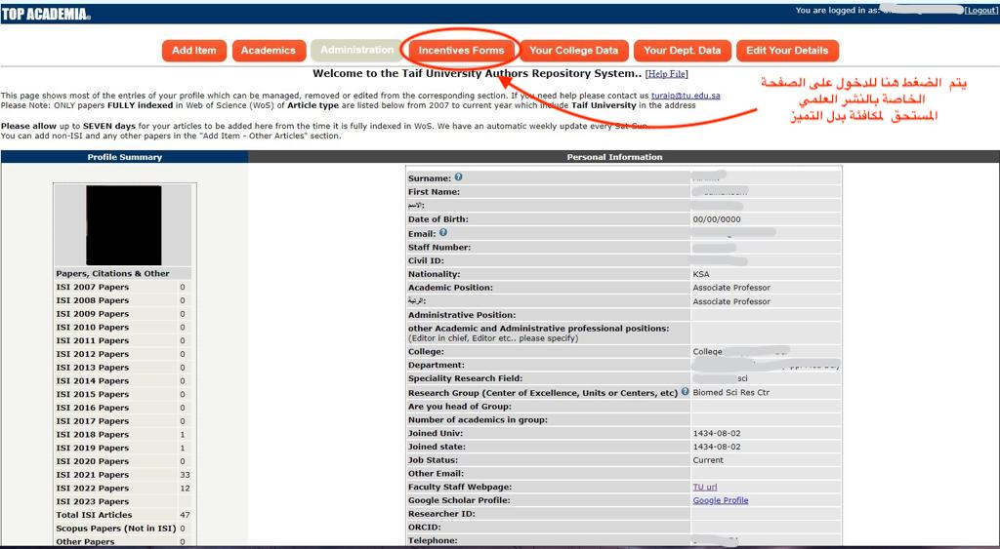 TOP ACADEMIA®
You are logged in as: [Logout]
Add Item
Academics
Administration
Incentives Forms
Your College Data
Your Dept. Data
Edit Your Details
Welcome to the Taif University Authors Repository System.. [Help File]
يتم الضغط هنا للدخول على الصفحة
الخاصة بالنشر العلمي
المستحق لمكافئة بدل التميز
This page shows most of the entries of your profile which can be managed, removed or edited from the corresponding section. If you need help please contact us turaip@tu.edu.sa
Please Note: ONLY papers FULLY indexed in Web of Science (WoS) of Article type are listed below from 2007 to current year which include Taif University in the address
Please allow up to SEVEN days for your articles to be added here from the time it is fully indexed in WoS. We have an automatic weekly update every Sat-Sun.
You can add non-ISI and any other papers in the "Add Item - Other Articles" section.
Profile Summary
Papers, Citations & Other
ISI 2007 Papers 0
ISI 2008 Papers 0
ISI 2009 Papers 0
ISI 2010 Papers 0
ISI 2011 Papers 0
ISI 2012 Papers 0
ISI 2013 Papers 0
ISI 2014 Papers 0
ISI 2015 Papers 0
ISI 2016 Papers 0
ISI 2017 Papers 0
ISI 2018 Papers 1
ISI 2019 Papers 1
ISI 2020 Papers 0
ISI 2021 Papers 33
ISI 2022 Papers 12
ISI 2023 Papers
Total ISI Articles 47
Scopus Papers (Not in ISI) 0
Other Papers 0
Personal Information
Surname:
First Name:
الاسم:
Date of Birth: 00/00/0000
Email:
Staff Number:
Civil ID:
Nationality: KSA
Academic Position: Associate Professor
الرتبة: Associate Professor
Administrative Position:
other Academic and Administrative professional positions:
(Editor in chief, Editor etc.. please specify)
College: College
Department:
Speciality Research Field: sci
Research Group (Center of Excellence, Units or Centers, etc) Biomed Sci Res Ctr
Are you head of Group:
Number of academics in group:
Joined Univ: 1434-08-02
Joined state: 1434-08-02
Job Status: Current
Other Email:
Faculty Staff Webpage: TU url
Google Scholar Profile: Google Profile
Researcher ID:
ORCID:
Telephone: